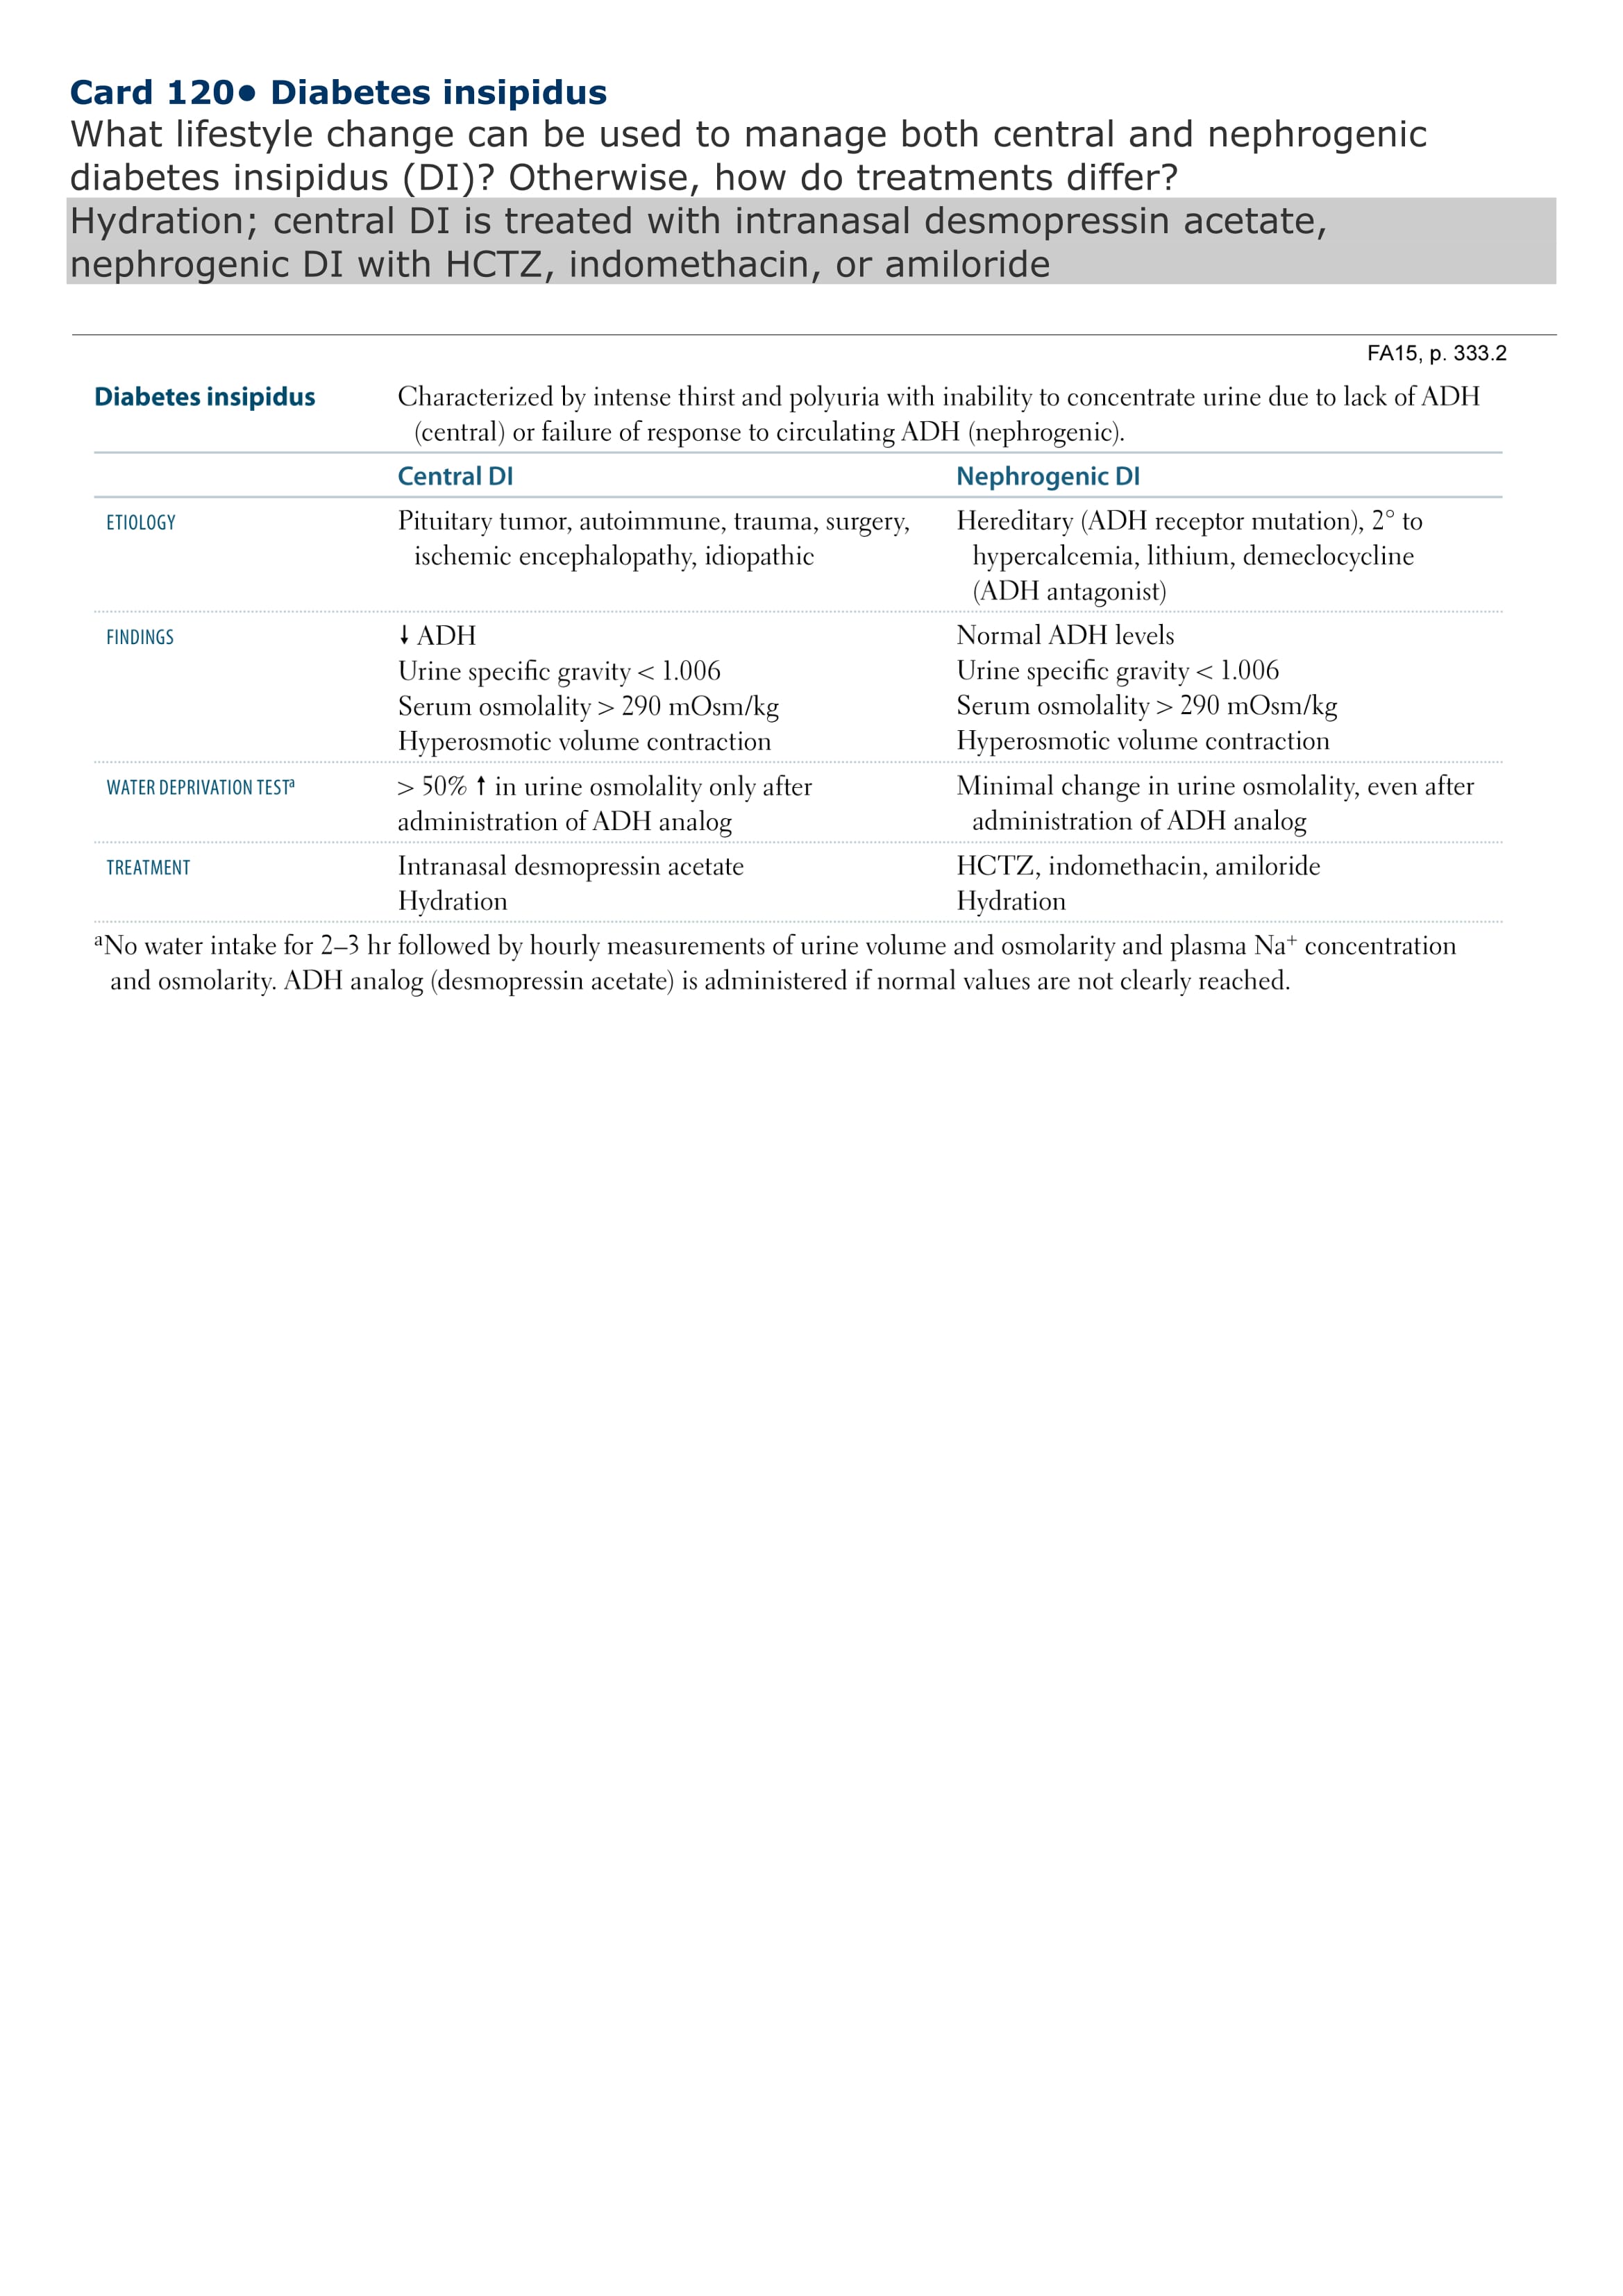 Card 120• Diabetes insipidus
What lifestyle change can be used to manage both central and nephrogenic
diabetes insipidus (DI)? Otherwise, how do treatments differ?
Hydration; central DI is treated with intranasal desmopressin acetate,
nephrogenic DI with HCTZ, indomethacin, or amiloride
FA15, p. 333.2
Diabetes insipidus Characterized by intense thirst and polyuria with inability to concentrate urine due to lack of ADH
(central) or failure of response to circulating ADH (nephrogenic).
Central DI Nephrogenic DI
ETIOLOGY Pituitary tumor, autoimmune, trauma, surgery, Hereditary (ADH receptor mutation), 2° to
ischemic encephalopathy, idiopathic hypercalcemia, lithium, demeclocycline
(ADH antagonist)
FINDINGS ↓ ADH Normal ADH levels
Urine specific gravity < 1.006 Urine specific gravity < 1.006
Serum osmolality > 290 mOsm/kg Serum osmolality > 290 mOsm/kg
Hyperosmotic volume contraction Hyperosmotic volume contraction
WATER DEPRIVATION TESTᵃ > 50% ↑ in urine osmolality only after Minimal change in urine osmolality, even after
administration of ADH analog administration of ADH analog
TREATMENT Intranasal desmopressin acetate HCTZ, indomethacin, amiloride
Hydration Hydration
ᵃNo water intake for 2–3 hr followed by hourly measurements of urine volume and osmolarity and plasma Na⁺ concentration
and osmolarity. ADH analog (desmopressin acetate) is administered if normal values are not clearly reached.